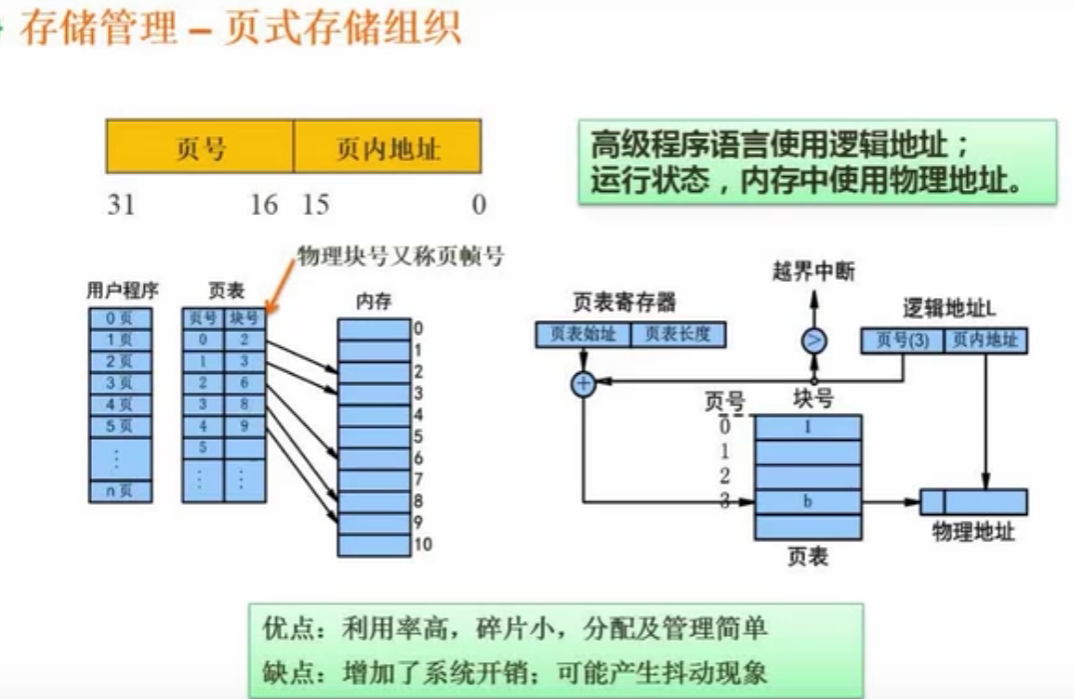 存储管理 – 页式存储组织
页号 页内地址
31 16 15 0
高级程序语言使用逻辑地址；
运行状态，内存中使用物理地址。
物理块号又称页帧号
用户程序
0页
1页
2页
3页
4页
5页
⋮
n页
页表
页号 块号
0 2
1 3
2 6
3 8
4 9
5
⋮ ⋮
内存
0
1
2
3
4
5
6
7
8
9
10
越界中断
页表寄存器
页表始址 页表长度
>
逻辑地址L
页号(3) 页内地址
+
页号 块号
0 1
1
2
3 b
页表
物理地址
优点：利用率高，碎片小，分配及管理简单
缺点：增加了系统开销；可能产生抖动现象